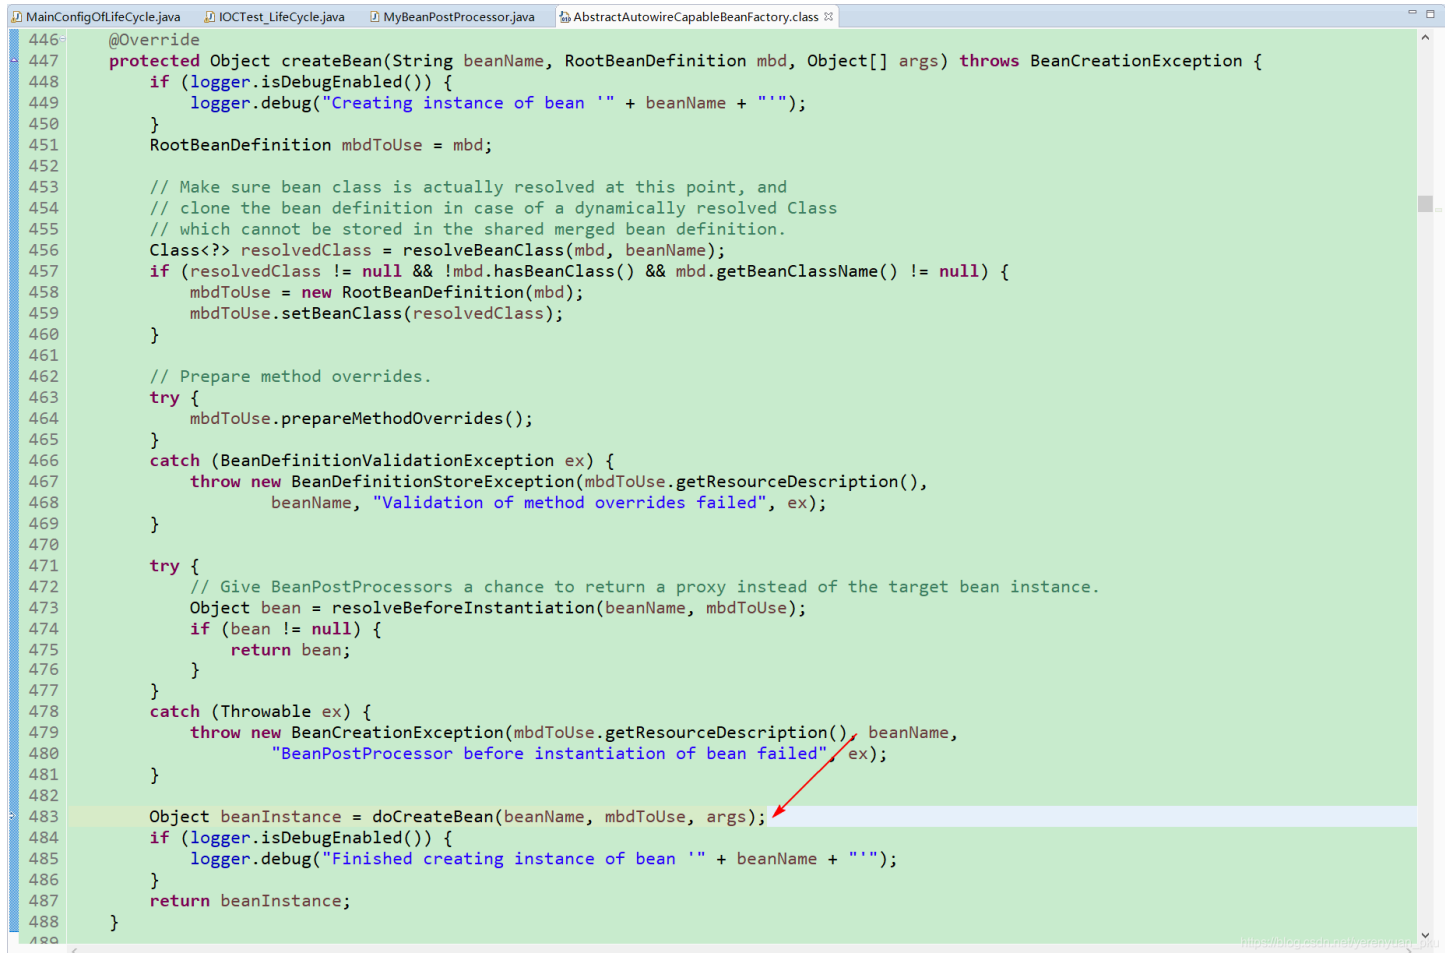 MainConfigOfLifeCycle.java IOCTest_LifeCycle.java MyBeanPostProcessor.java AbstractAutowireCapableBeanFactory.class
446 @Override
447 protected Object createBean(String beanName, RootBeanDefinition mbd, Object[] args) throws BeanCreationException {
448 if (logger.isDebugEnabled()) {
449 logger.debug("Creating instance of bean '" + beanName + "'");
450 }
451 RootBeanDefinition mbdToUse = mbd;
452
453 // Make sure bean class is actually resolved at this point, and
454 // clone the bean definition in case of a dynamically resolved Class
455 // which cannot be stored in the shared merged bean definition.
456 Class<?> resolvedClass = resolveBeanClass(mbd, beanName);
457 if (resolvedClass != null && !mbd.hasBeanClass() && mbd.getBeanClassName() != null) {
458 mbdToUse = new RootBeanDefinition(mbd);
459 mbdToUse.setBeanClass(resolvedClass);
460 }
461
462 // Prepare method overrides.
463 try {
464 mbdToUse.prepareMethodOverrides();
465 }
466 catch (BeanDefinitionValidationException ex) {
467 throw new BeanDefinitionStoreException(mbdToUse.getResourceDescription(),
468 beanName, "Validation of method overrides failed", ex);
469 }
470
471 try {
472 // Give BeanPostProcessors a chance to return a proxy instead of the target bean instance.
473 Object bean = resolveBeforeInstantiation(beanName, mbdToUse);
474 if (bean != null) {
475 return bean;
476 }
477 }
478 catch (Throwable ex) {
479 throw new BeanCreationException(mbdToUse.getResourceDescription(), beanName,
480 "BeanPostProcessor before instantiation of bean failed", ex);
481 }
482
483 Object beanInstance = doCreateBean(beanName, mbdToUse, args);
484 if (logger.isDebugEnabled()) {
485 logger.debug("Finished creating instance of bean '" + beanName + "'");
486 }
487 return beanInstance;
488 }
489